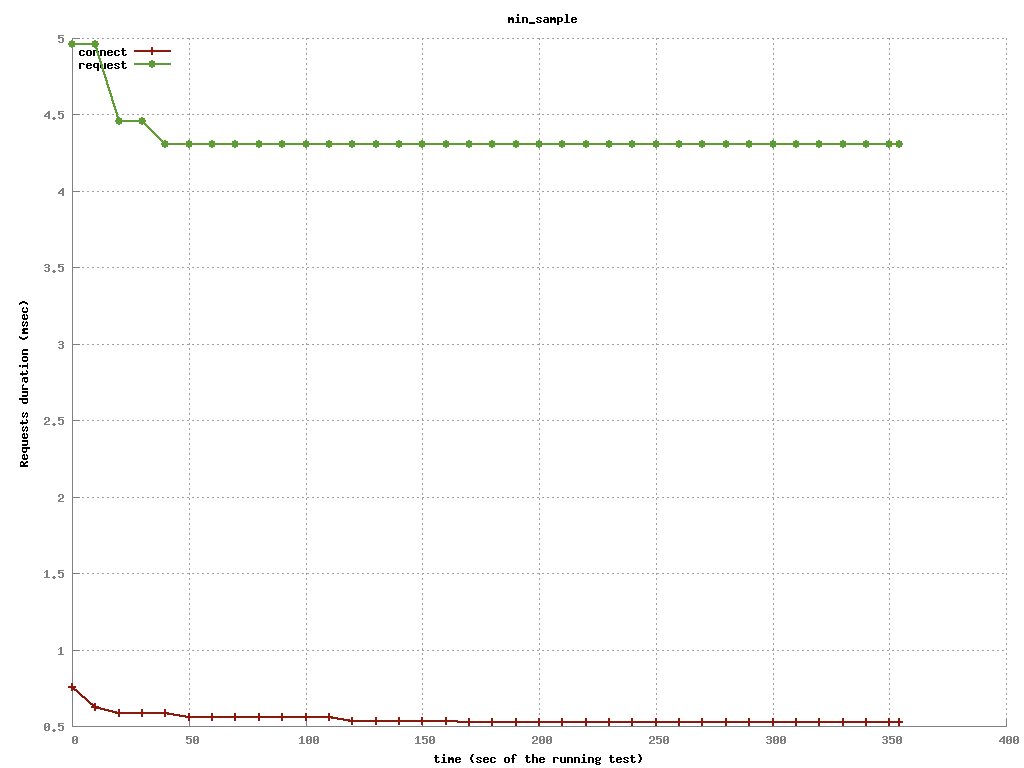 min_sample
5
connect
request
4.5
4
3.5
3
2.5
2
1.5
1
0.5
Requests duration (msec)
0 50 100 150 200 250 300 350 400
time (sec of the running test)